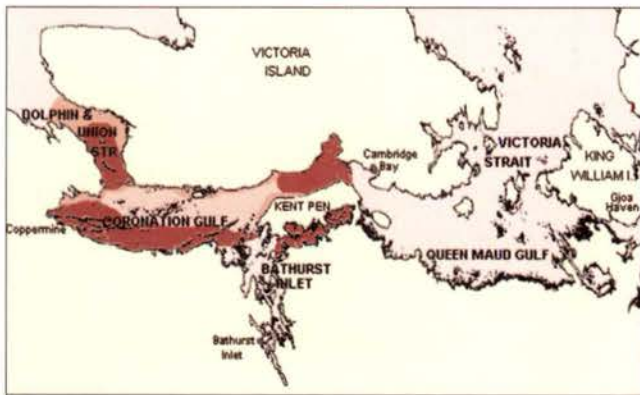 VICTORIA
ISLAND
DOLPHIN &
UNION
STR
Cambridge
Bay
VICTORIA
STRAIT
KING
WILLIAM I.
Gjoa
Haven
KENT PEN
Coppermine
CORONATION GULF
QUEEN MAUD GULF
BATHURST
INLET
Bathurst
Inlet